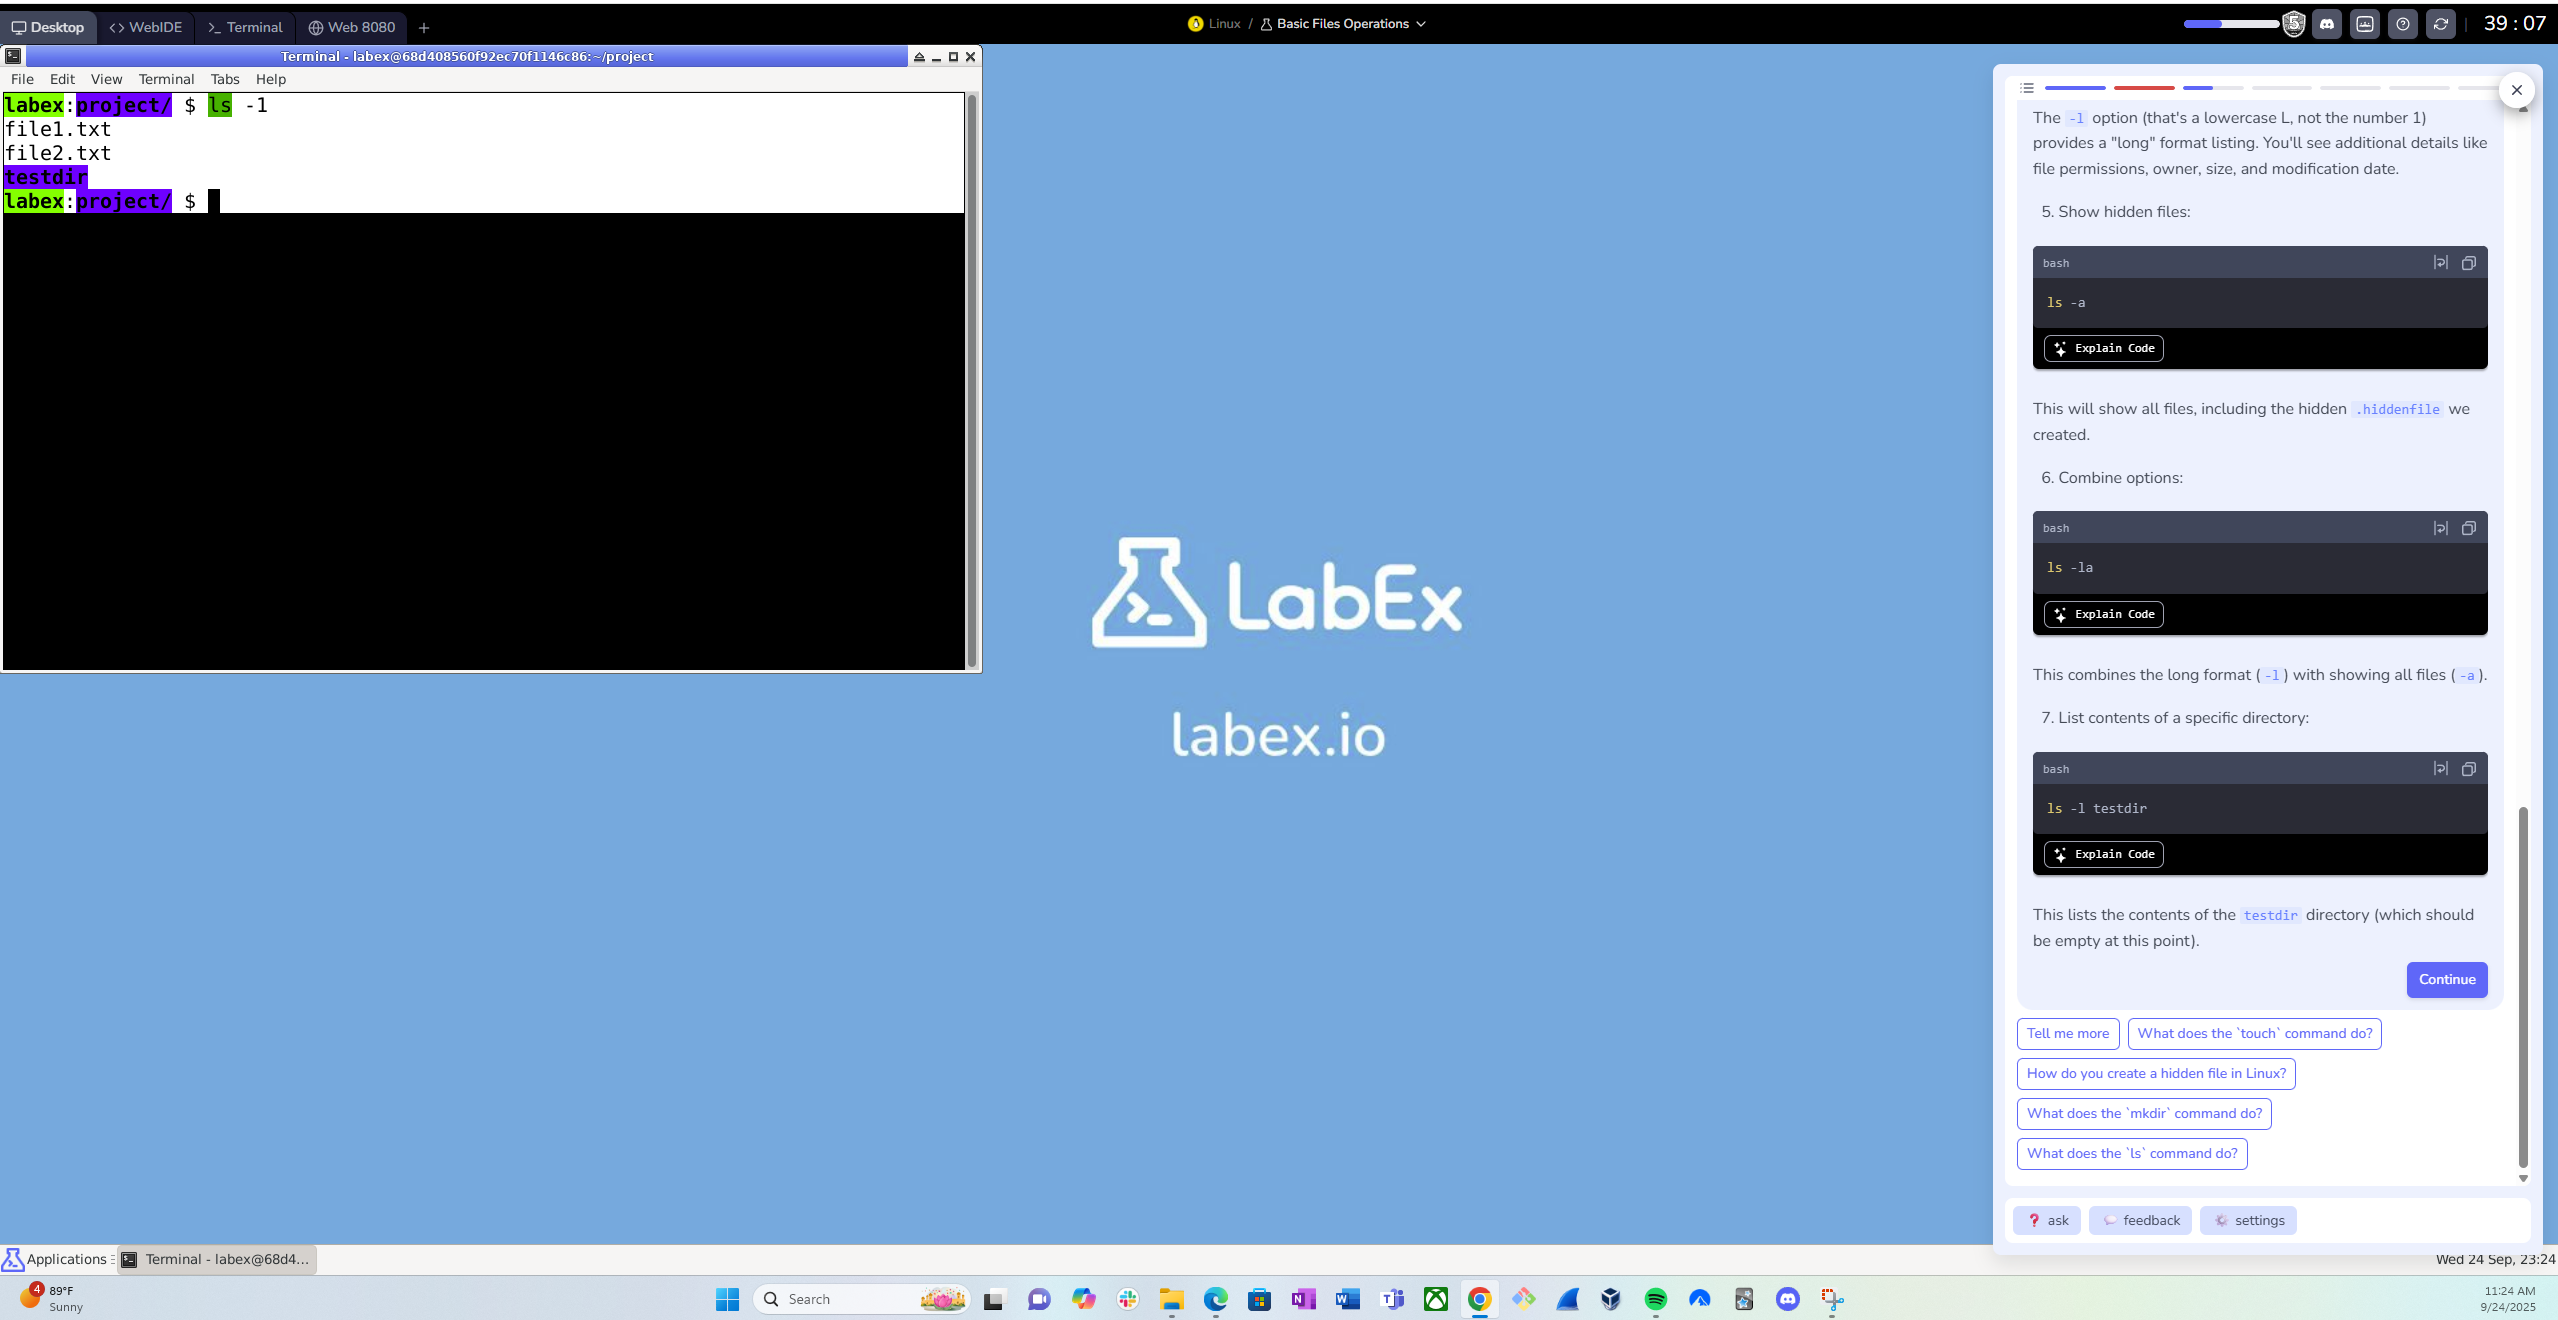 Desktop
WebIDE
Terminal
Web 8080
Linux / Basic Files Operations
5
39 : 07
Terminal - labex@68d408560f92ec70f1146c86:~/project
File Edit View Terminal Tabs Help
labex:project/ $ ls -1
file1.txt
file2.txt
testdir
labex:project/ $
LabEx
labex.io
The -l option (that's a lowercase L, not the number 1)
provides a "long" format listing. You'll see additional details like
file permissions, owner, size, and modification date.
5. Show hidden files:
bash
ls -a
Explain Code
This will show all files, including the hidden .hiddenfile we
created.
6. Combine options:
bash
ls -la
Explain Code
This combines the long format (-l) with showing all files (-a).
7. List contents of a specific directory:
bash
ls -l testdir
Explain Code
This lists the contents of the testdir directory (which should
be empty at this point).
Continue
Tell me more
What does the `touch` command do?
How do you create a hidden file in Linux?
What does the `mkdir` command do?
What does the `ls` command do?
ask
feedback
settings
Applications
Terminal - labex@68d4...
Wed 24 Sep, 23:24
4
89°F
Sunny
Search
11:24 AM
9/24/2025